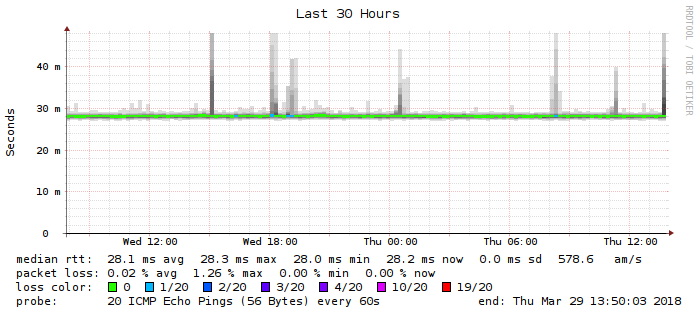 Last 30 Hours
RRDTOOL / TOBI OETIKER
Seconds
40 m
30 m
20 m
10 m
0
Wed 12:00 Wed 18:00 Thu 00:00 Thu 06:00 Thu 12:00
median rtt: 28.1 ms avg 28.3 ms max 28.0 ms min 28.2 ms now 0.0 ms sd 578.6 am/s
packet loss: 0.02 % avg 1.26 % max 0.00 % min 0.00 % now
loss color: 0 1/20 2/20 3/20 4/20 10/20 19/20
probe: 20 ICMP Echo Pings (56 Bytes) every 60s end: Thu Mar 29 13:50:03 2018